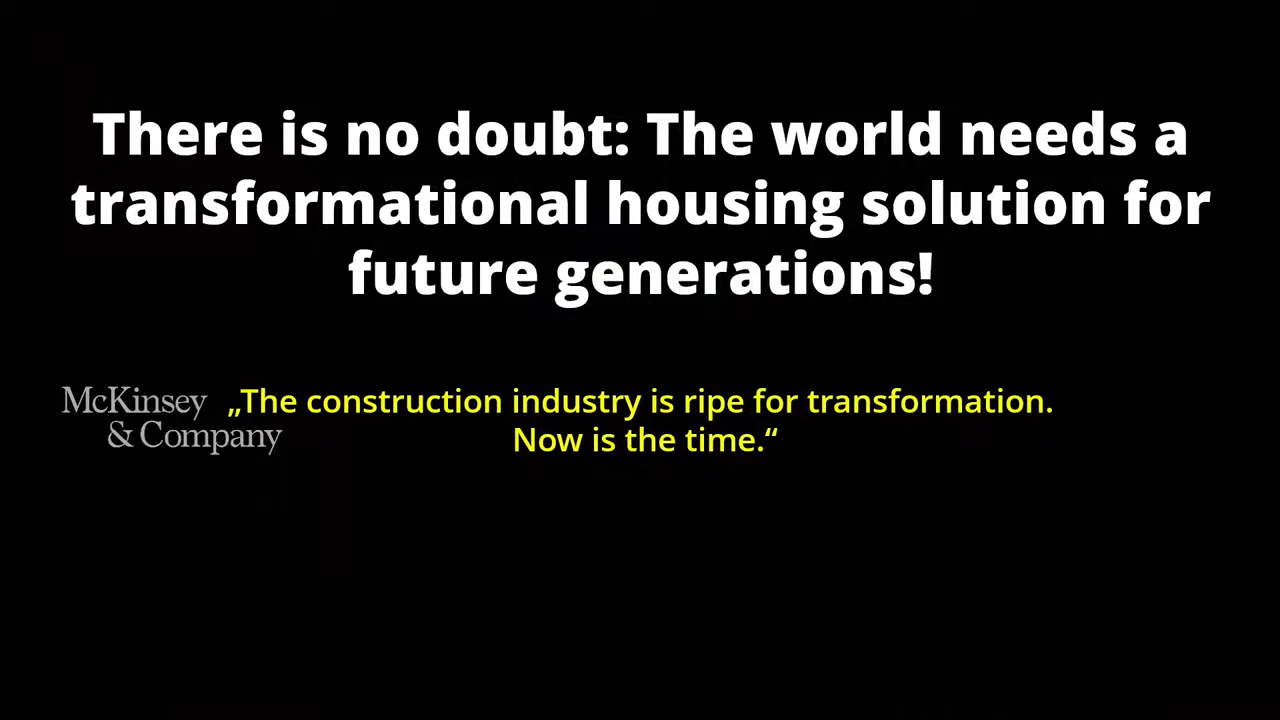 There is no doubt: The world needs a
transformational housing solution for
future generations!
McKinsey
& Company
„The construction industry is ripe for transformation.
Now is the time.“